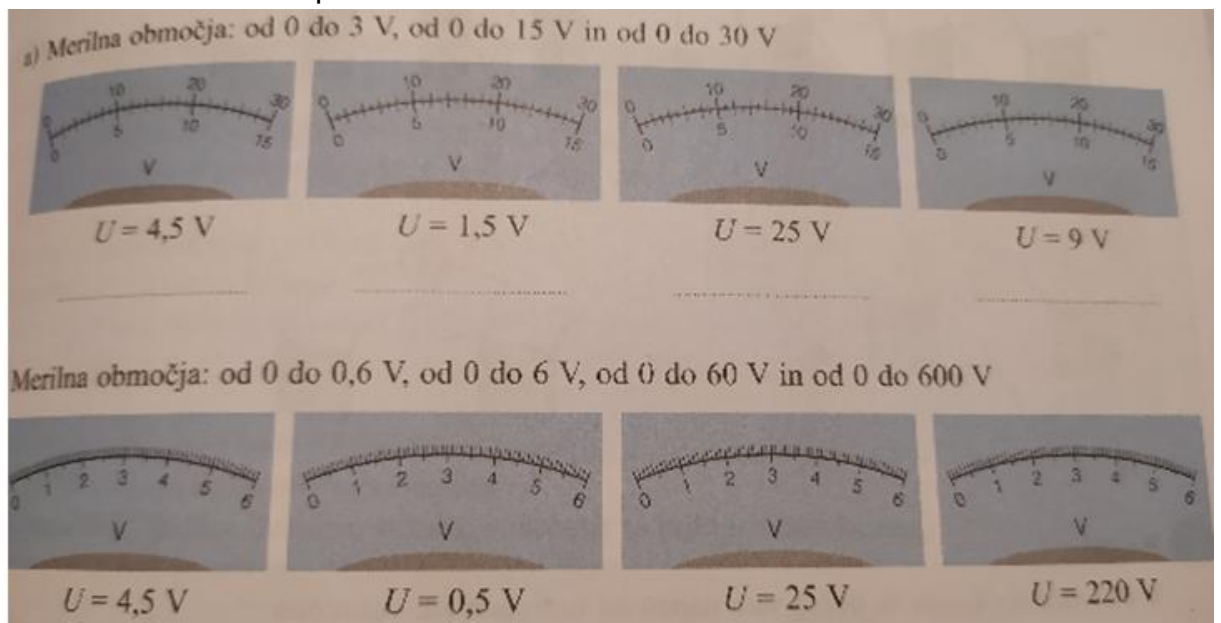 a) Merilna območja: od 0 do 3 V, od 0 do 15 V in od 0 do 30 V
0 10 20 30 0 10 20 30 0 10 20 30 0 10 20 30
0 5 10 15 0 5 10 15 0 5 10 15 0 5 10 15
V V V V
U = 4,5 V U = 1,5 V U = 25 V U = 9 V
Merilna območja: od 0 do 0,6 V, od 0 do 6 V, od 0 do 60 V in od 0 do 600 V
0 1 2 3 4 5 6 0 1 2 3 4 5 6 0 1 2 3 4 5 6 0 1 2 3 4 5 6
V V V V
U = 4,5 V U = 0,5 V U = 25 V U = 220 V